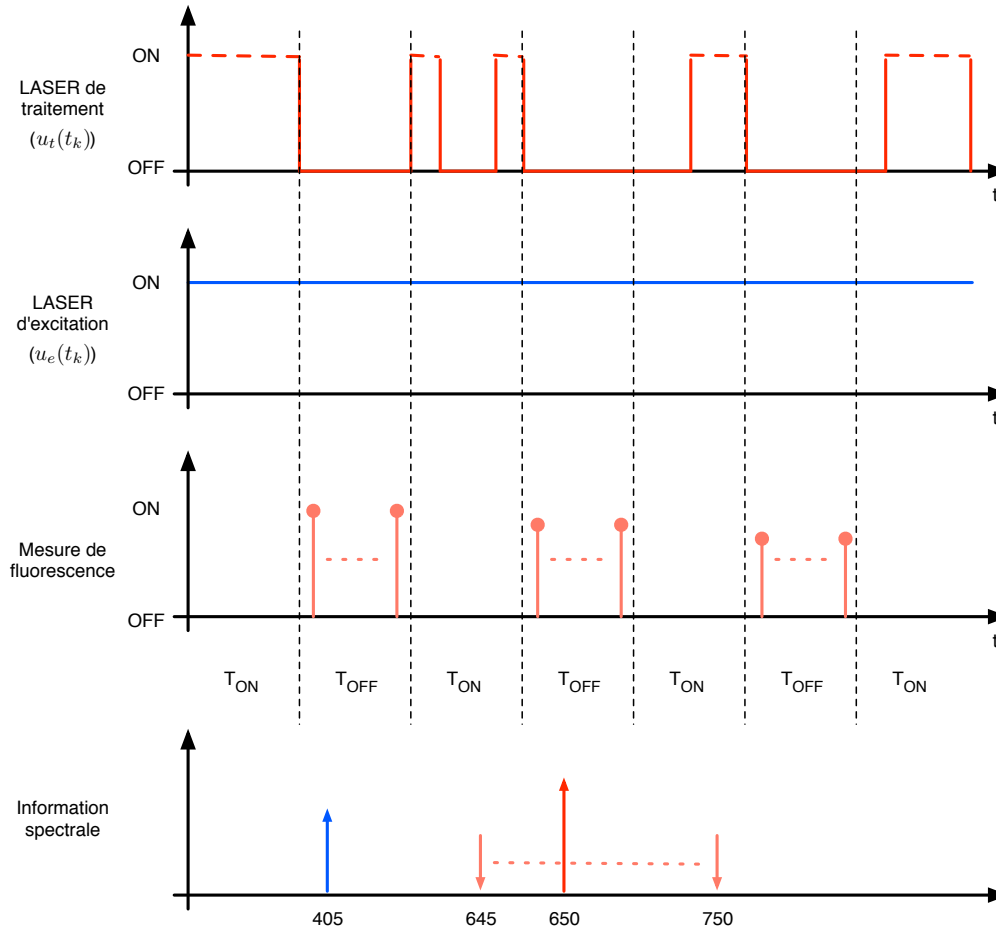 ON
LASER de
traitement
(u_t(t_k))
OFF
t
ON
LASER
d'excitation
(u_e(t_k))
OFF
t
ON
Mesure de
fluorescence
OFF
t
T_ON T_OFF T_ON T_OFF T_ON T_OFF T_ON
Information
spectrale
405 645 650 750